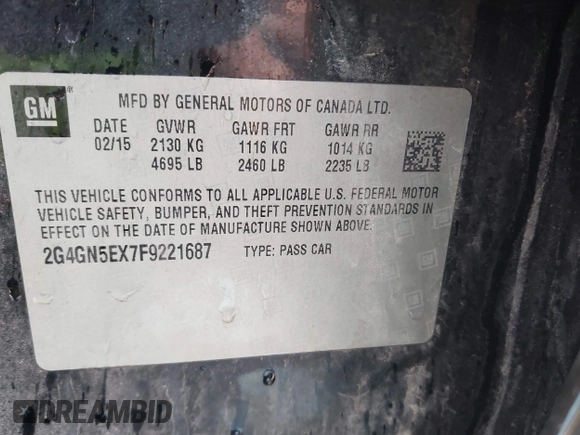 GM ®
MFD BY GENERAL MOTORS OF CANADA LTD.
DATE GVWR GAWR FRT GAWR RR
02/15 2130 KG 1116 KG 1014 KG
4695 LB 2460 LB 2235 LB
THIS VEHICLE CONFORMS TO ALL APPLICABLE U.S. FEDERAL MOTOR
VEHICLE SAFETY, BUMPER, AND THEFT PREVENTION STANDARDS IN
EFFECT ON THE DATE OF MANUFACTURE SHOWN ABOVE.
2G4GN5EX7F9221687 TYPE: PASS CAR
DREAMBID